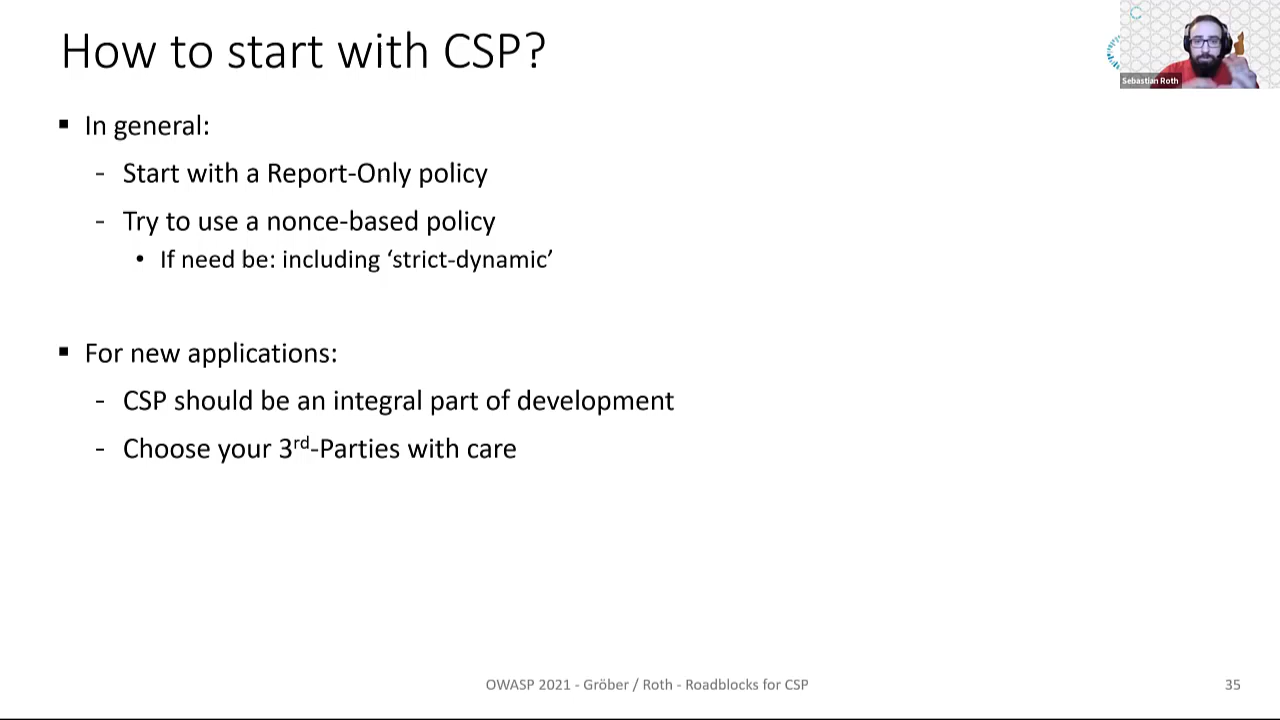 How to start with CSP?
Sebastian Roth
▪ In general:
- Start with a Report-Only policy
- Try to use a nonce-based policy
• If need be: including ‘strict-dynamic’
▪ For new applications:
- CSP should be an integral part of development
- Choose your 3rd-Parties with care
OWASP 2021 - Gröber / Roth - Roadblocks for CSP
35